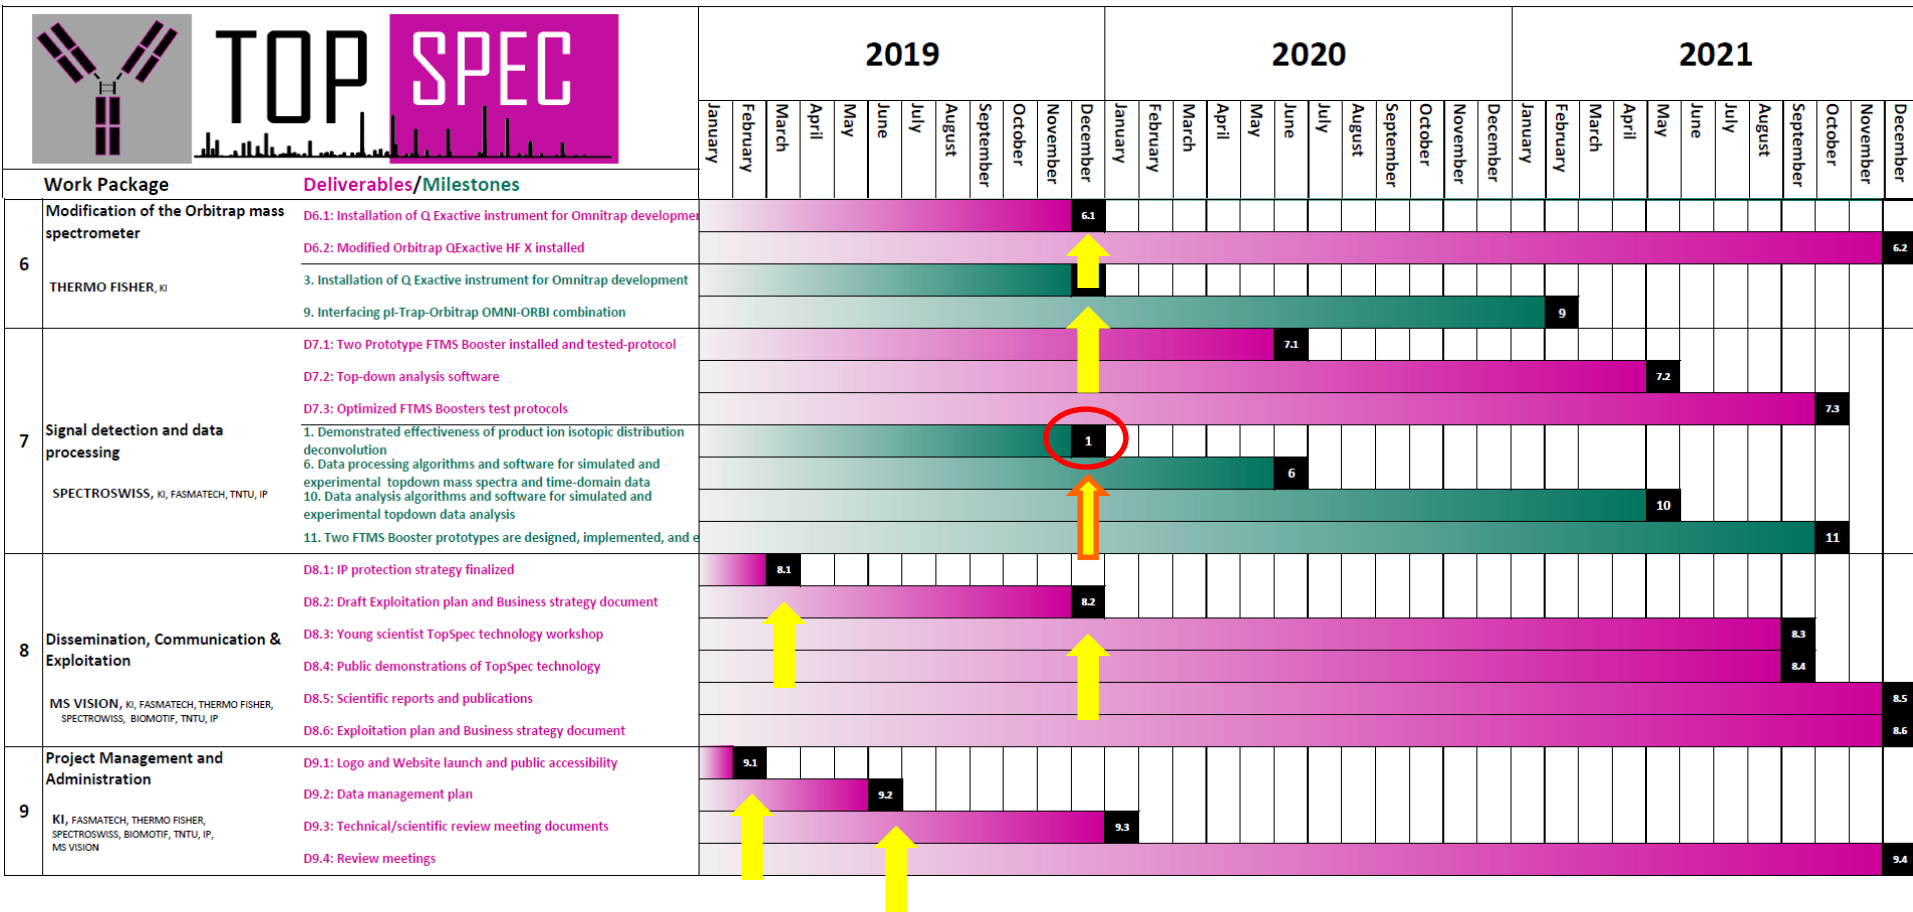 TOP SPEC
2019 2020 2021
January February March April May June July August September October November December January February March April May June July August September October November December January February March April May June July August September October November December
Work Package Deliverables/Milestones
6
Modification of the Orbitrap mass
spectrometer
THERMO FISHER, KI
D6.1: Installation of Q Exactive instrument for Omnitrap developmen
6.1
D6.2: Modified Orbitrap QExactive HF X installed
6.2
3. Installation of Q Exactive instrument for Omnitrap development
9. Interfacing pI-Trap-Orbitrap OMNI-ORBI combination
9
7
Signal detection and data
processing
SPECTROSWISS, KI, FASMATECH, TNTU, IP
D7.1: Two Prototype FTMS Booster installed and tested-protocol
7.1
D7.2: Top-down analysis software
7.2
D7.3: Optimized FTMS Boosters test protocols
7.3
1. Demonstrated effectiveness of product ion isotopic distribution
deconvolution
1
6. Data processing algorithms and software for simulated and
experimental topdown mass spectra and time-domain data
6
10. Data analysis algorithms and software for simulated and
experimental topdown data analysis
10
11. Two FTMS Booster prototypes are designed, implemented, and e
11
8
Dissemination, Communication &
Exploitation
MS VISION, KI, FASMATECH, THERMO FISHER,
SPECTROWISS, BIOMOTIF, TNTU, IP
D8.1: IP protection strategy finalized
8.1
D8.2: Draft Exploitation plan and Business strategy document
8.2
D8.3: Young scientist TopSpec technology workshop
8.3
D8.4: Public demonstrations of TopSpec technology
8.4
D8.5: Scientific reports and publications
8.5
D8.6: Exploitation plan and Business strategy document
8.6
9
Project Management and
Administration
KI, FASMATECH, THERMO FISHER,
SPECTROSWISS, BIOMOTIF, TNTU, IP,
MS VISION
D9.1: Logo and Website launch and public accessibility
9.1
D9.2: Data management plan
9.2
D9.3: Technical/scientific review meeting documents
9.3
D9.4: Review meetings
9.4